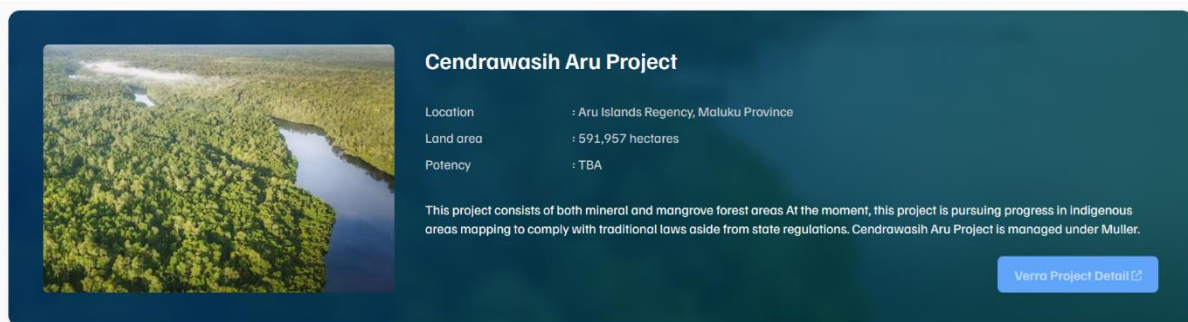 Cendrawasih Aru Project
Location : Aru Islands Regency, Maluku Province
Land area : 591,957 hectares
Potency : TBA
This project consists of both mineral and mangrove forest areas At the moment, this project is pursuing progress in indigenous
areas mapping to comply with traditional laws aside from state regulations. Cendrawasih Aru Project is managed under Muller.
Verra Project Detail